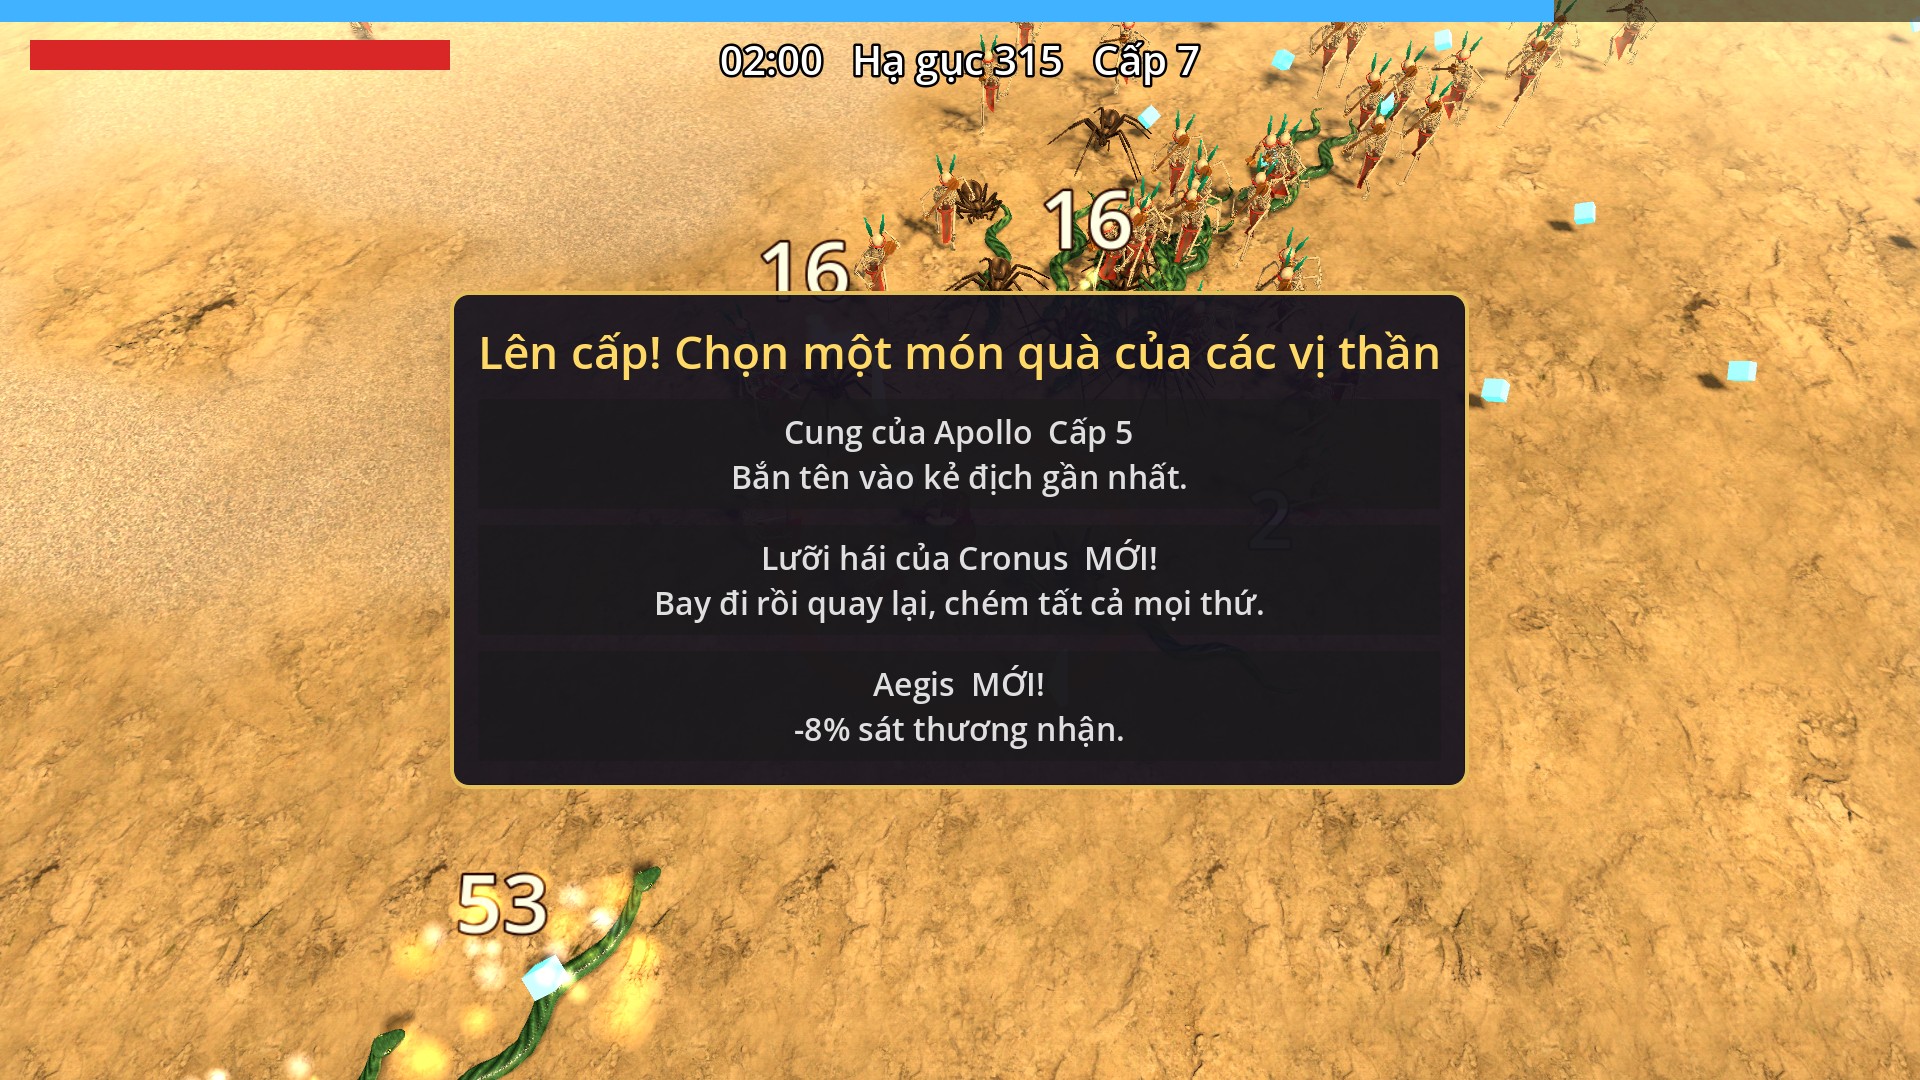 02:00 Hạ gục 315 Cấp 7
16
16
Lên cấp! Chọn một món quà của các vị thần
Cung của Apollo Cấp 5
Bắn tên vào kẻ địch gần nhất.
2
Lưỡi hái của Cronus MỚI!
Bay đi rồi quay lại, chém tất cả mọi thứ.
Aegis MỚI!
-8% sát thương nhận.
53